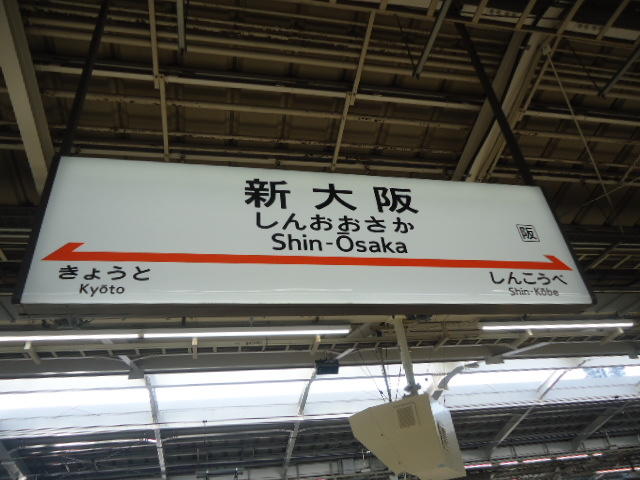 新大阪
しんおおさか
Shin-Ōsaka
阪
きょうと
Kyōto
しんこうべ
Shin-Kōbe